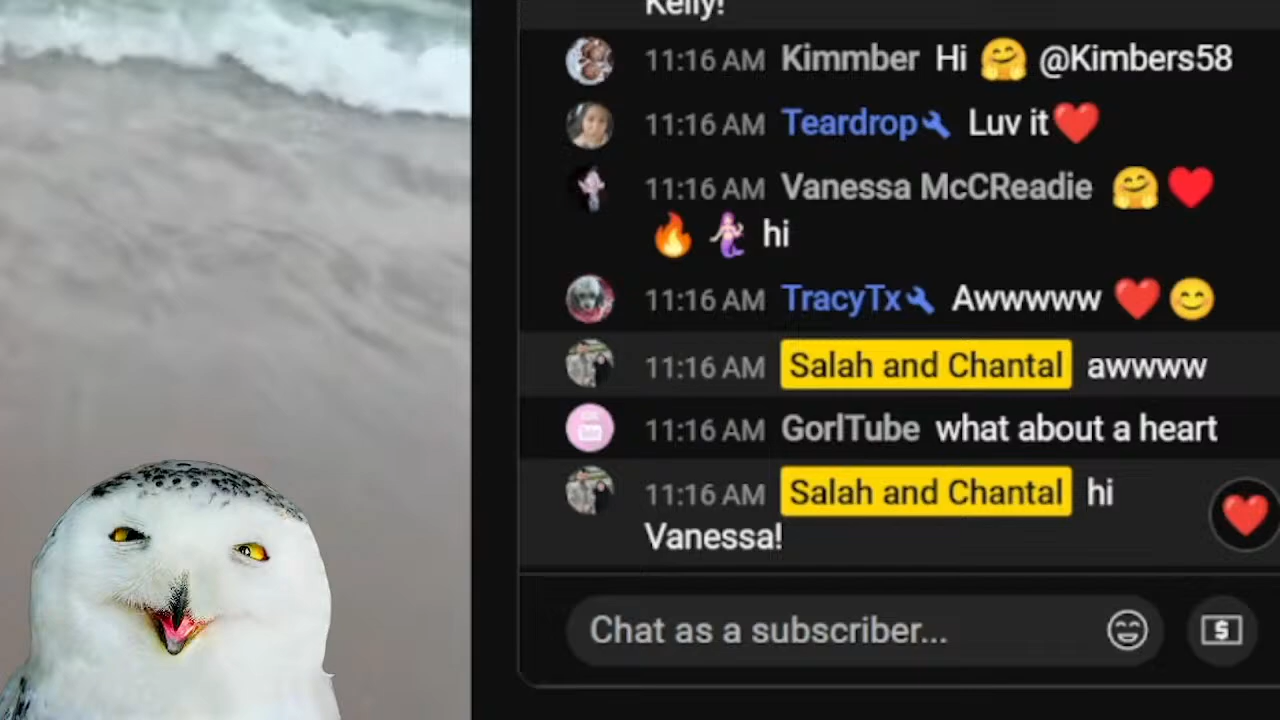 Kelly!
11:16 AM Kimmber Hi 🤗 @Kimbers58
11:16 AM Teardrop🔧 Luv it❤️
11:16 AM Vanessa McCReadie 🤗❤️
🔥🧜‍♀️ hi
11:16 AM TracyTx🔧 Awwwww ❤️😊
11:16 AM Salah and Chantal awwww
11:16 AM GorlTube what about a heart
11:16 AM Salah and Chantal hi
Vanessa!
Chat as a subscriber...